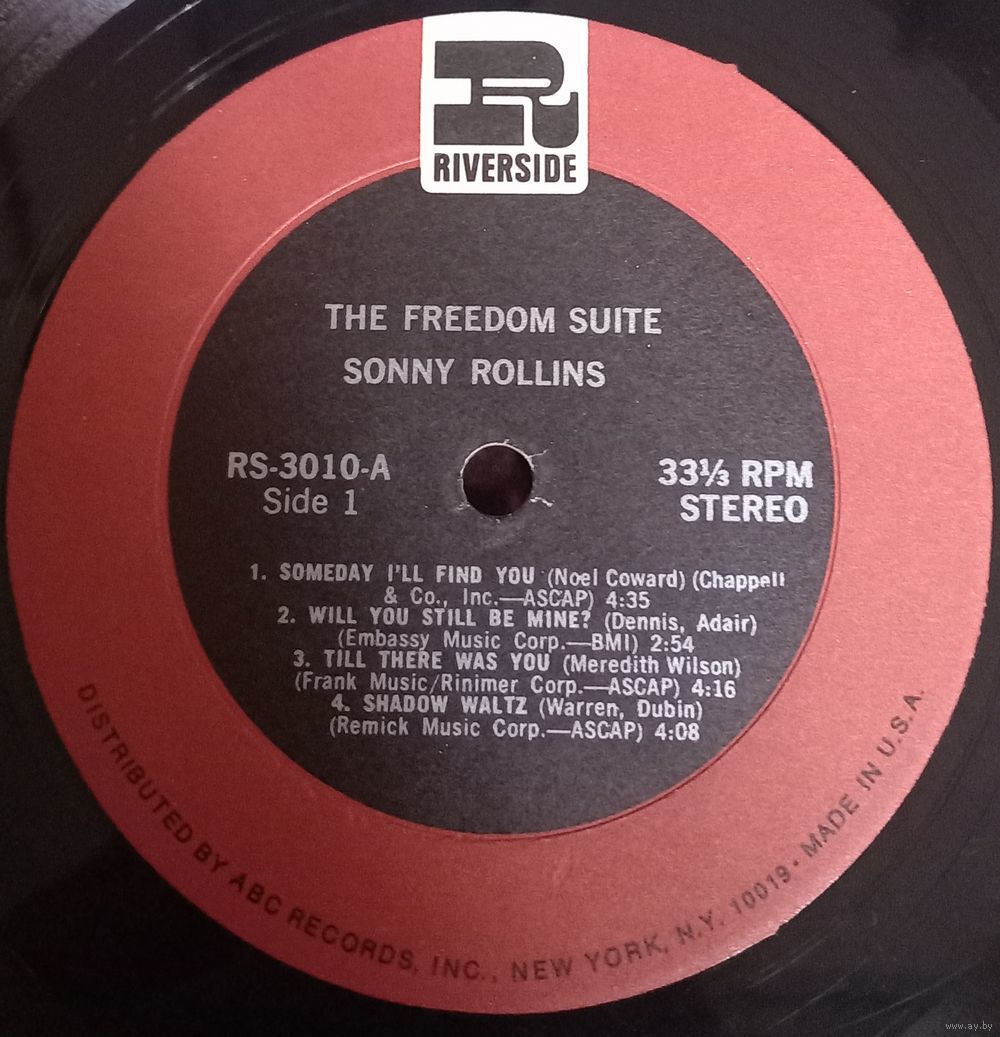 R
RIVERSIDE
THE FREEDOM SUITE
SONNY ROLLINS
RS-3010-A
Side 1
33⅓ RPM
STEREO
1. SOMEDAY I'LL FIND YOU (Noel Coward) (Chappell
& Co., Inc.—ASCAP) 4:35
2. WILL YOU STILL BE MINE? (Dennis, Adair)
(Embassy Music Corp.—BMI) 2:54
3. TILL THERE WAS YOU (Meredith Wilson)
(Frank Music/Rinimer Corp.—ASCAP) 4:16
4. SHADOW WALTZ (Warren, Dubin)
(Remick Music Corp.—ASCAP) 4:08
DISTRIBUTED BY ABC RECORDS, INC., NEW YORK, N.Y. 10019 · MADE IN U.S.A.
www.ay.by